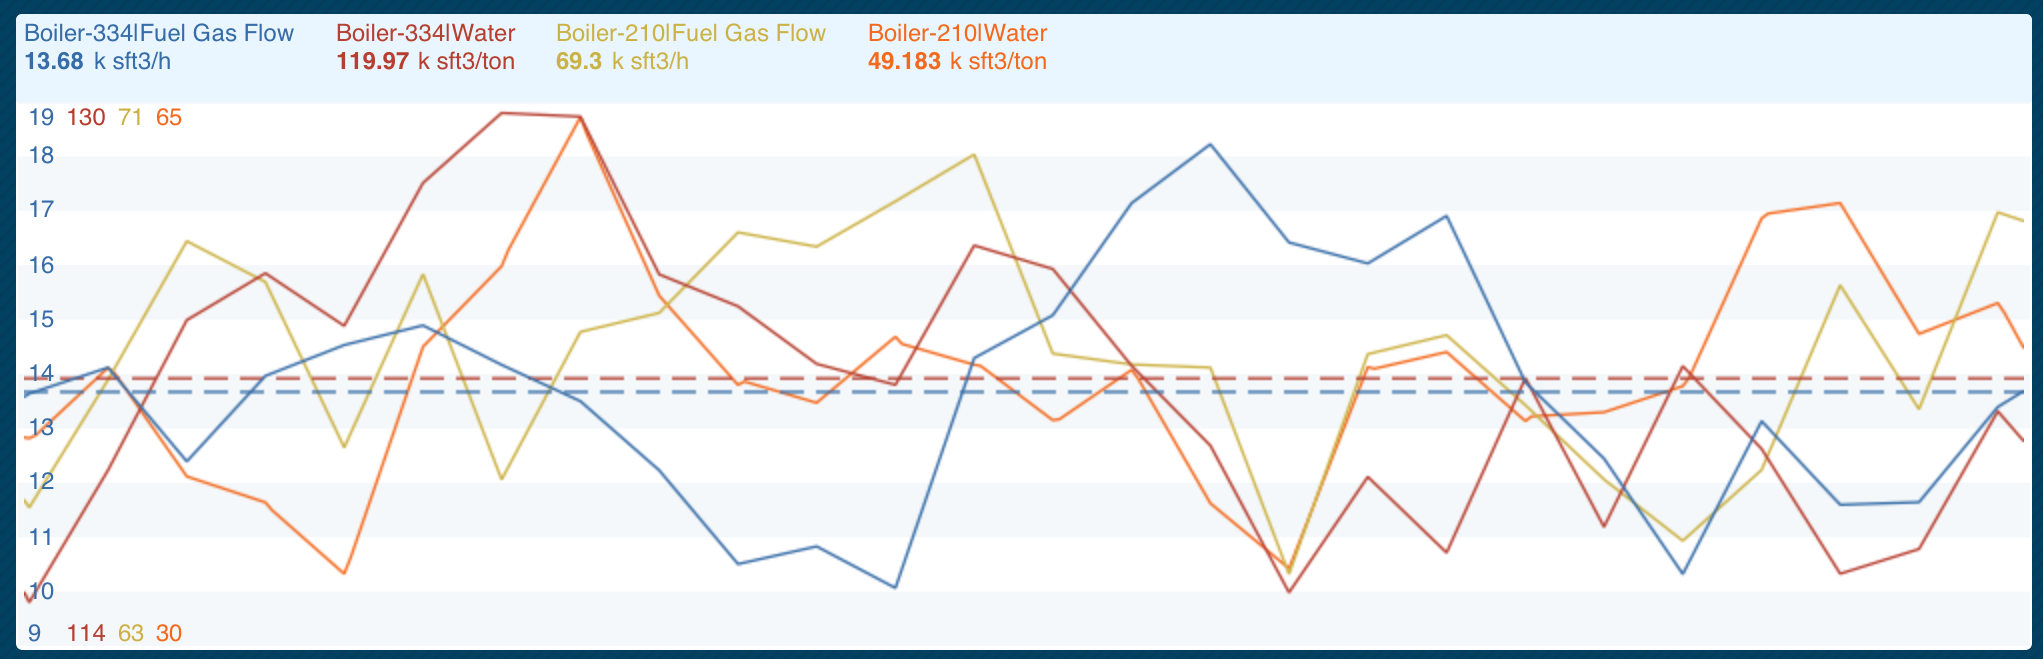 Boiler-334|Fuel Gas Flow Boiler-334|Water Boiler-210|Fuel Gas Flow Boiler-210|Water
13.68 k sft3/h 119.97 k sft3/ton 69.3 k sft3/h 49.183 k sft3/ton
19 130 71 65
18
17
16
15
14
13
12
11
10
9 114 63 30